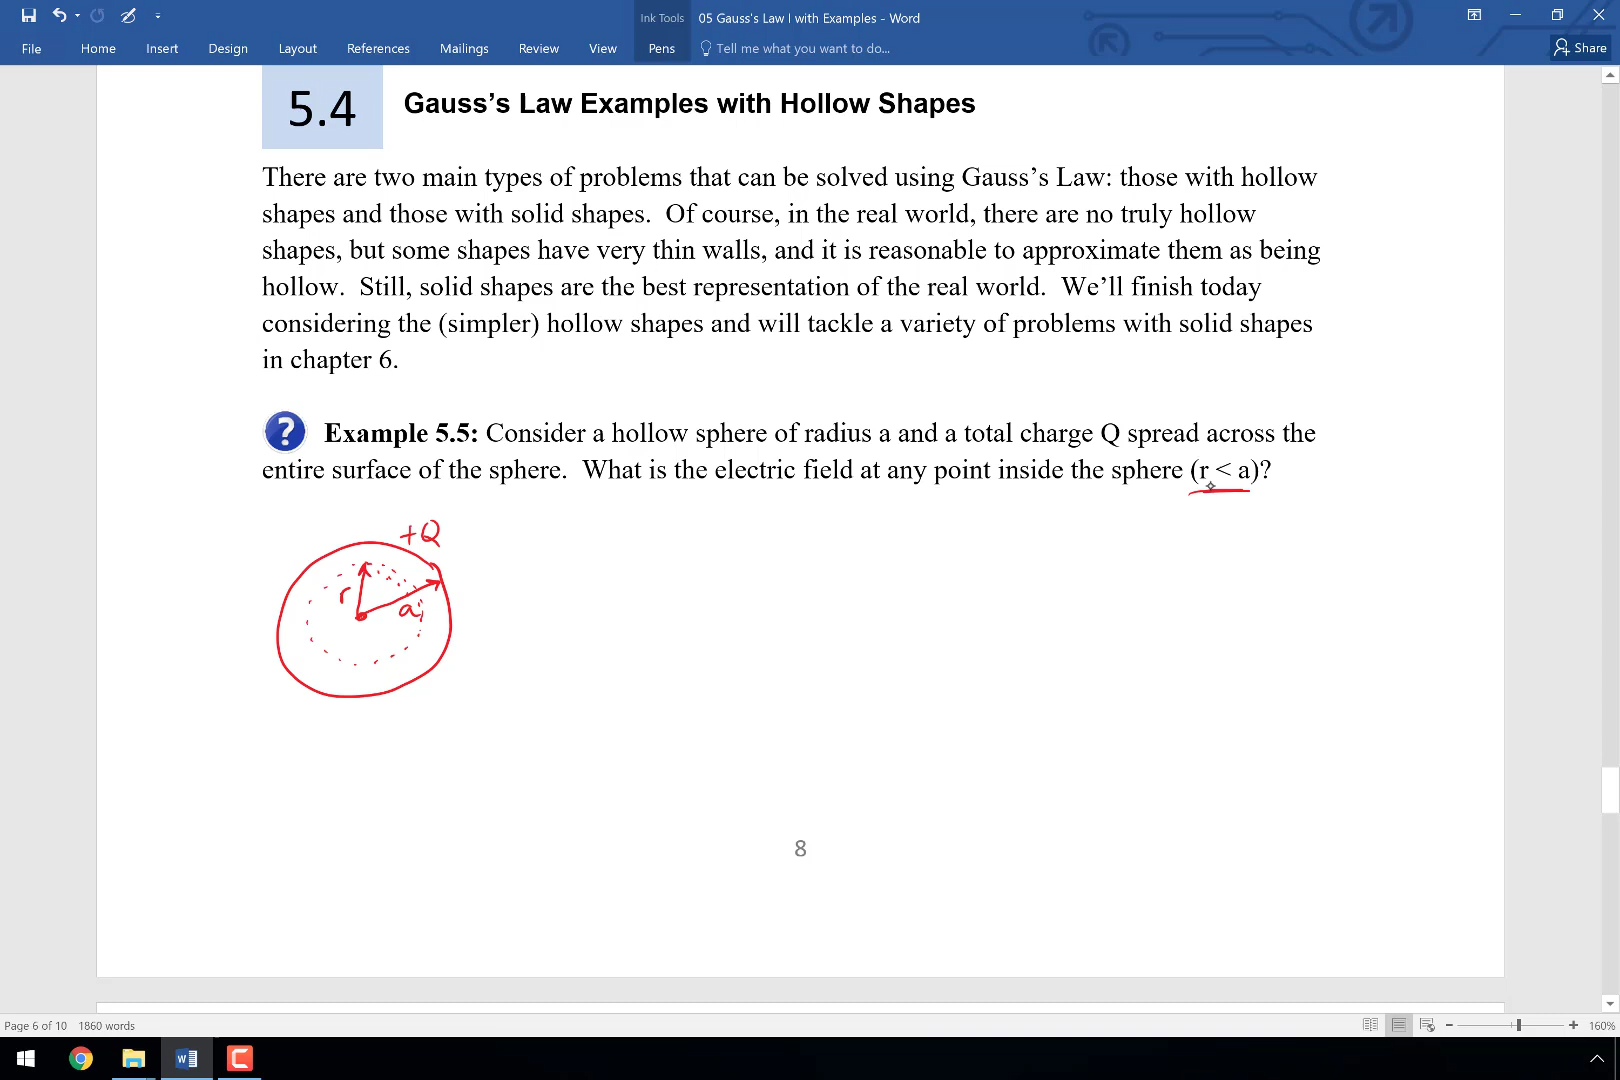 Ink Tools
05 Gauss's Law I with Examples - Word
File Home Insert Design Layout References Mailings Review View Pens Tell me what you want to do... Share
5.4 Gauss’s Law Examples with Hollow Shapes
There are two main types of problems that can be solved using Gauss’s Law: those with hollow
shapes and those with solid shapes. Of course, in the real world, there are no truly hollow
shapes, but some shapes have very thin walls, and it is reasonable to approximate them as being
hollow. Still, solid shapes are the best representation of the real world. We’ll finish today
considering the (simpler) hollow shapes and will tackle a variety of problems with solid shapes
in chapter 6.
? Example 5.5: Consider a hollow sphere of radius a and a total charge Q spread across the
entire surface of the sphere. What is the electric field at any point inside the sphere (r < a)?
+Q
r
a
8
Page 6 of 10 1860 words
160%